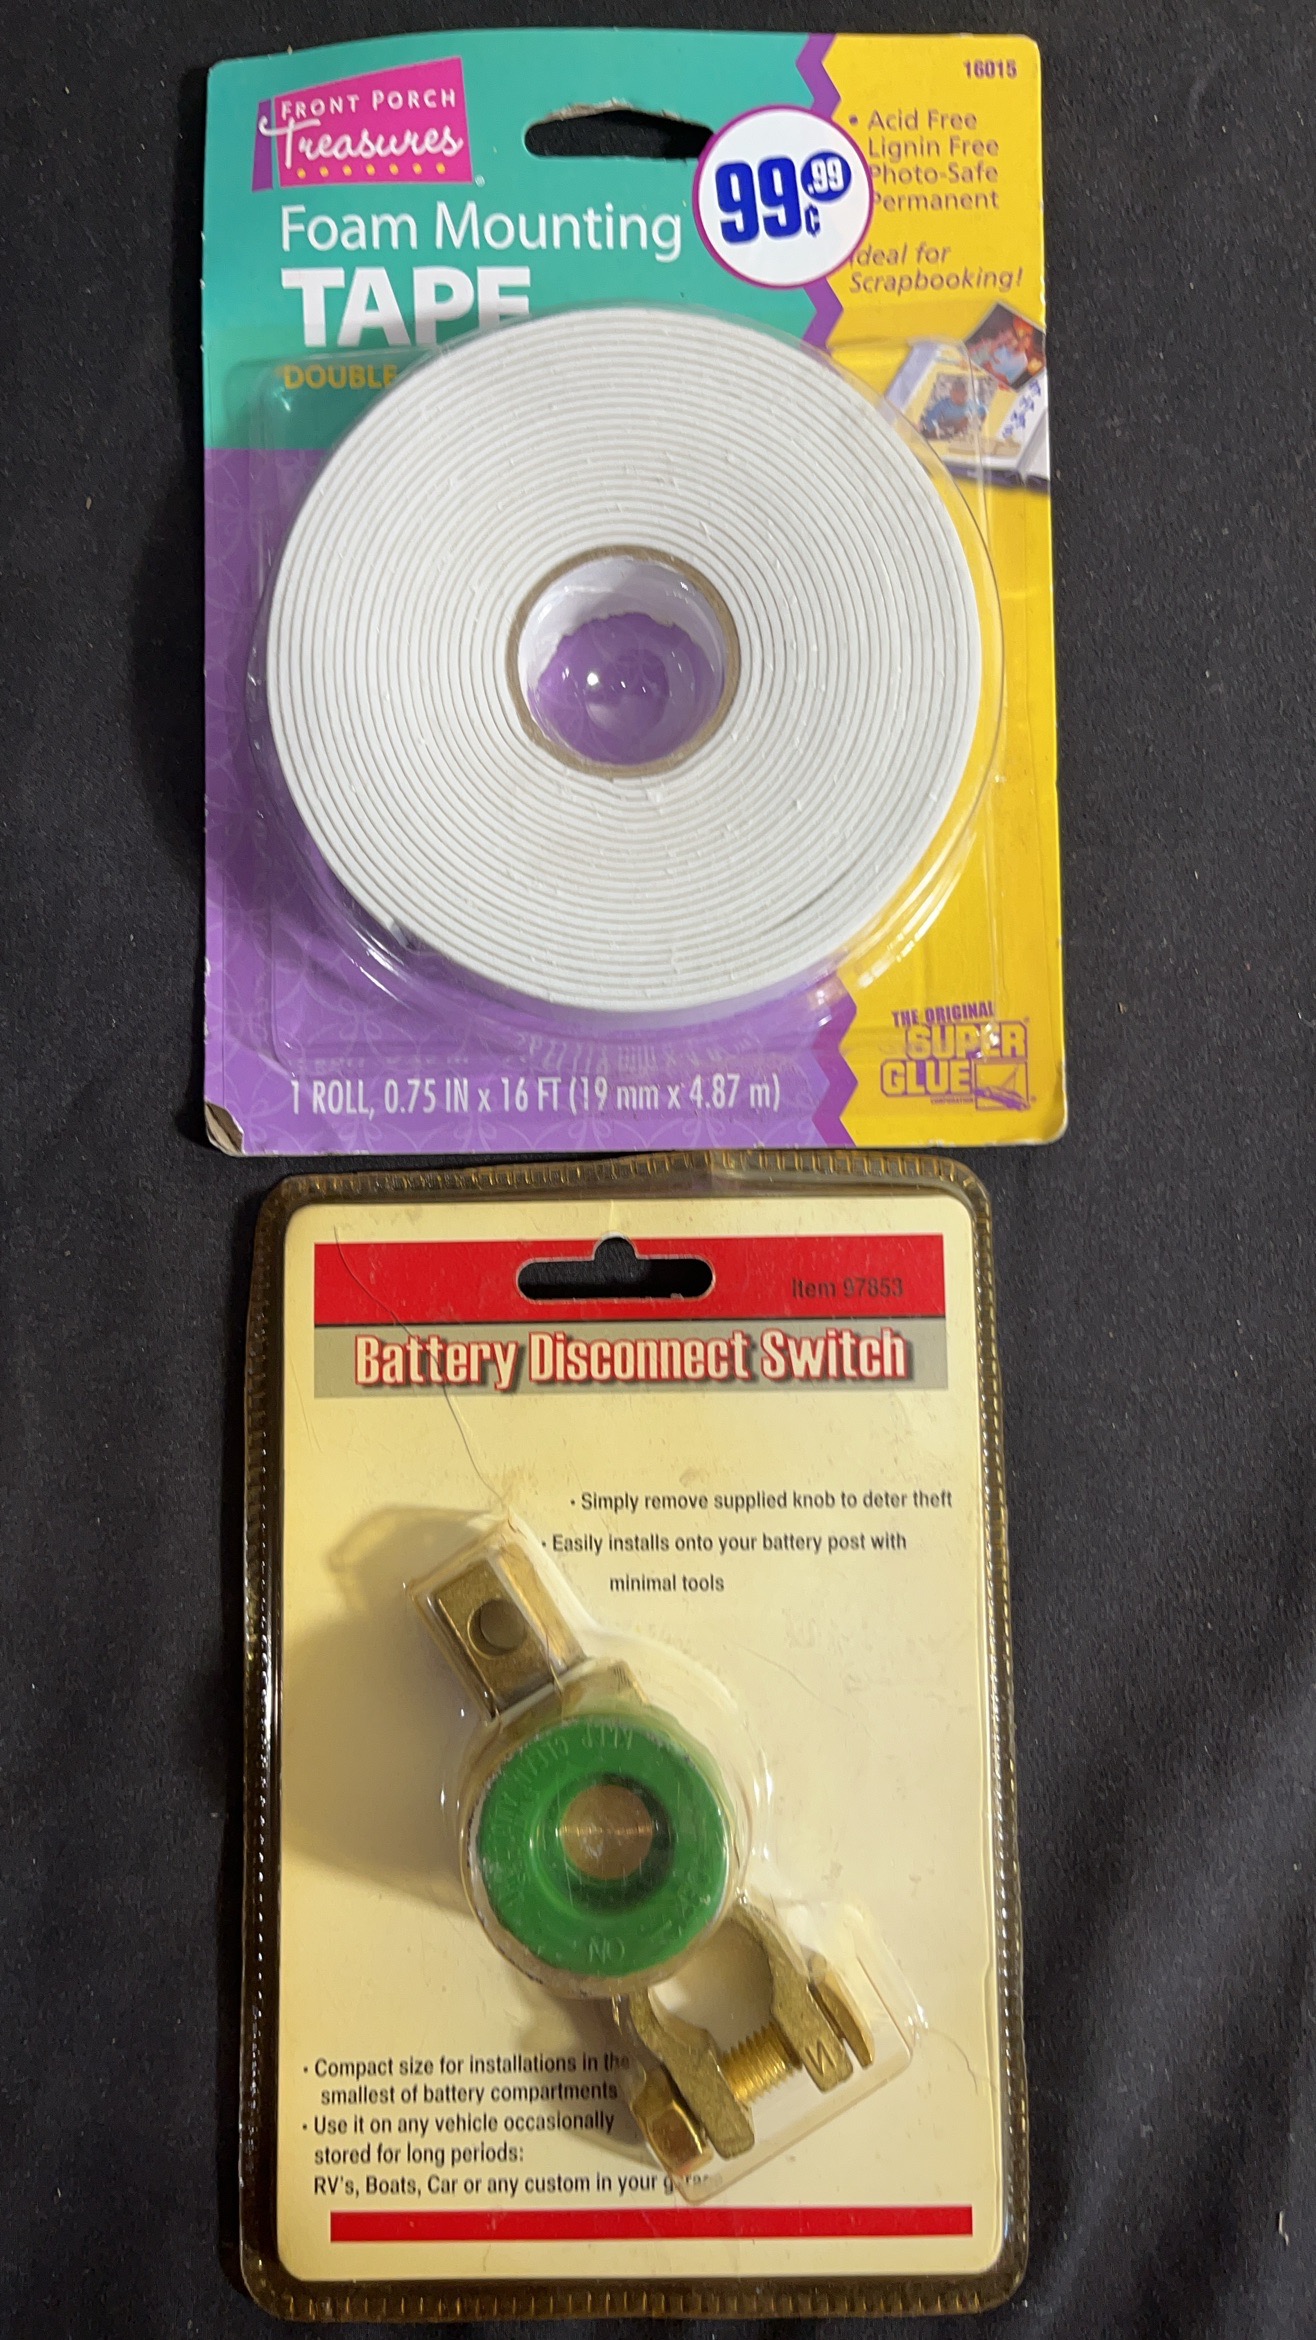 FRONT PORCH
Treasures
Foam Mounting
TAPE
DOUBLE
99¢.99
16015
• Acid Free
Lignin Free
Photo-Safe
Permanent
Ideal for
Scrapbooking!
THE ORIGINAL
SUPER
GLUE
CORPORATION
1 ROLL, 0.75 IN x 16 FT (19 mm x 4.87 m)
Item 97853
Battery Disconnect Switch
• Simply remove supplied knob to deter theft
• Easily installs onto your battery post with
minimal tools
ON
N
• Compact size for installations in the
smallest of battery compartments
• Use it on any vehicle occasionally
stored for long periods:
RV's, Boats, Car or any custom in your garage